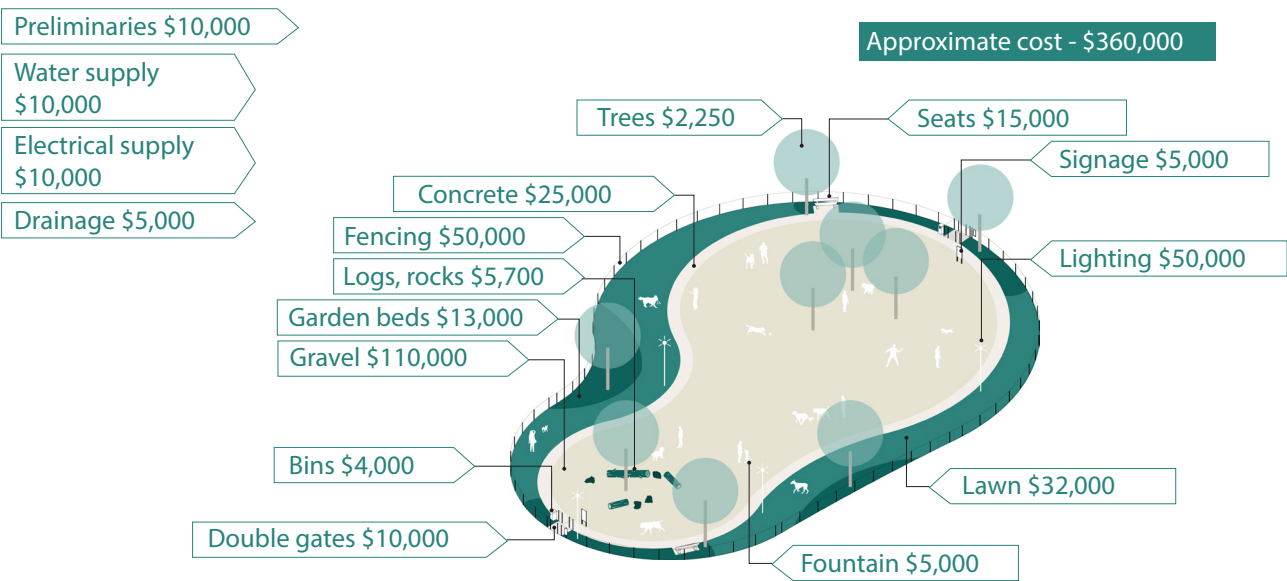 Preliminaries $10,000
Water supply
$10,000
Electrical supply
$10,000
Drainage $5,000
Approximate cost - $360,000
Trees $2,250
Seats $15,000
Signage $5,000
Concrete $25,000
Fencing $50,000
Lighting $50,000
Logs, rocks $5,700
Garden beds $13,000
Gravel $110,000
Bins $4,000
Lawn $32,000
Double gates $10,000
Fountain $5,000